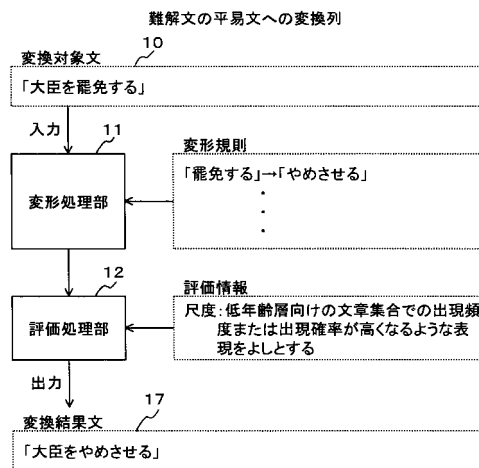 難解文の平易文への変換列
10
変換対象文
「大臣を罷免する」
入力
11
変形規則
「罷免する」→「やめさせる」
・
・
・
変形処理部
12
評価情報
尺度:低年齢層向けの文章集合での出現頻
度または出現確率が高くなるような表
現をよしとする
評価処理部
出力
17
変換結果文
「大臣をやめさせる」